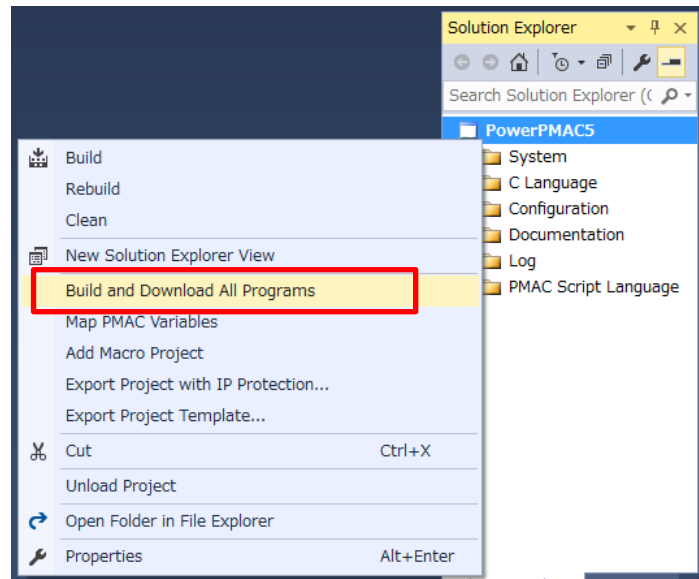 Solution Explorer
Search Solution Explorer ((
PowerPMAC5
System
C Language
Configuration
Documentation
Log
PMAC Script Language
Build
Rebuild
Clean
New Solution Explorer View
Build and Download All Programs
Map PMAC Variables
Add Macro Project
Export Project with IP Protection...
Export Project Template...
Cut Ctrl+X
Unload Project
Open Folder in File Explorer
Properties Alt+Enter